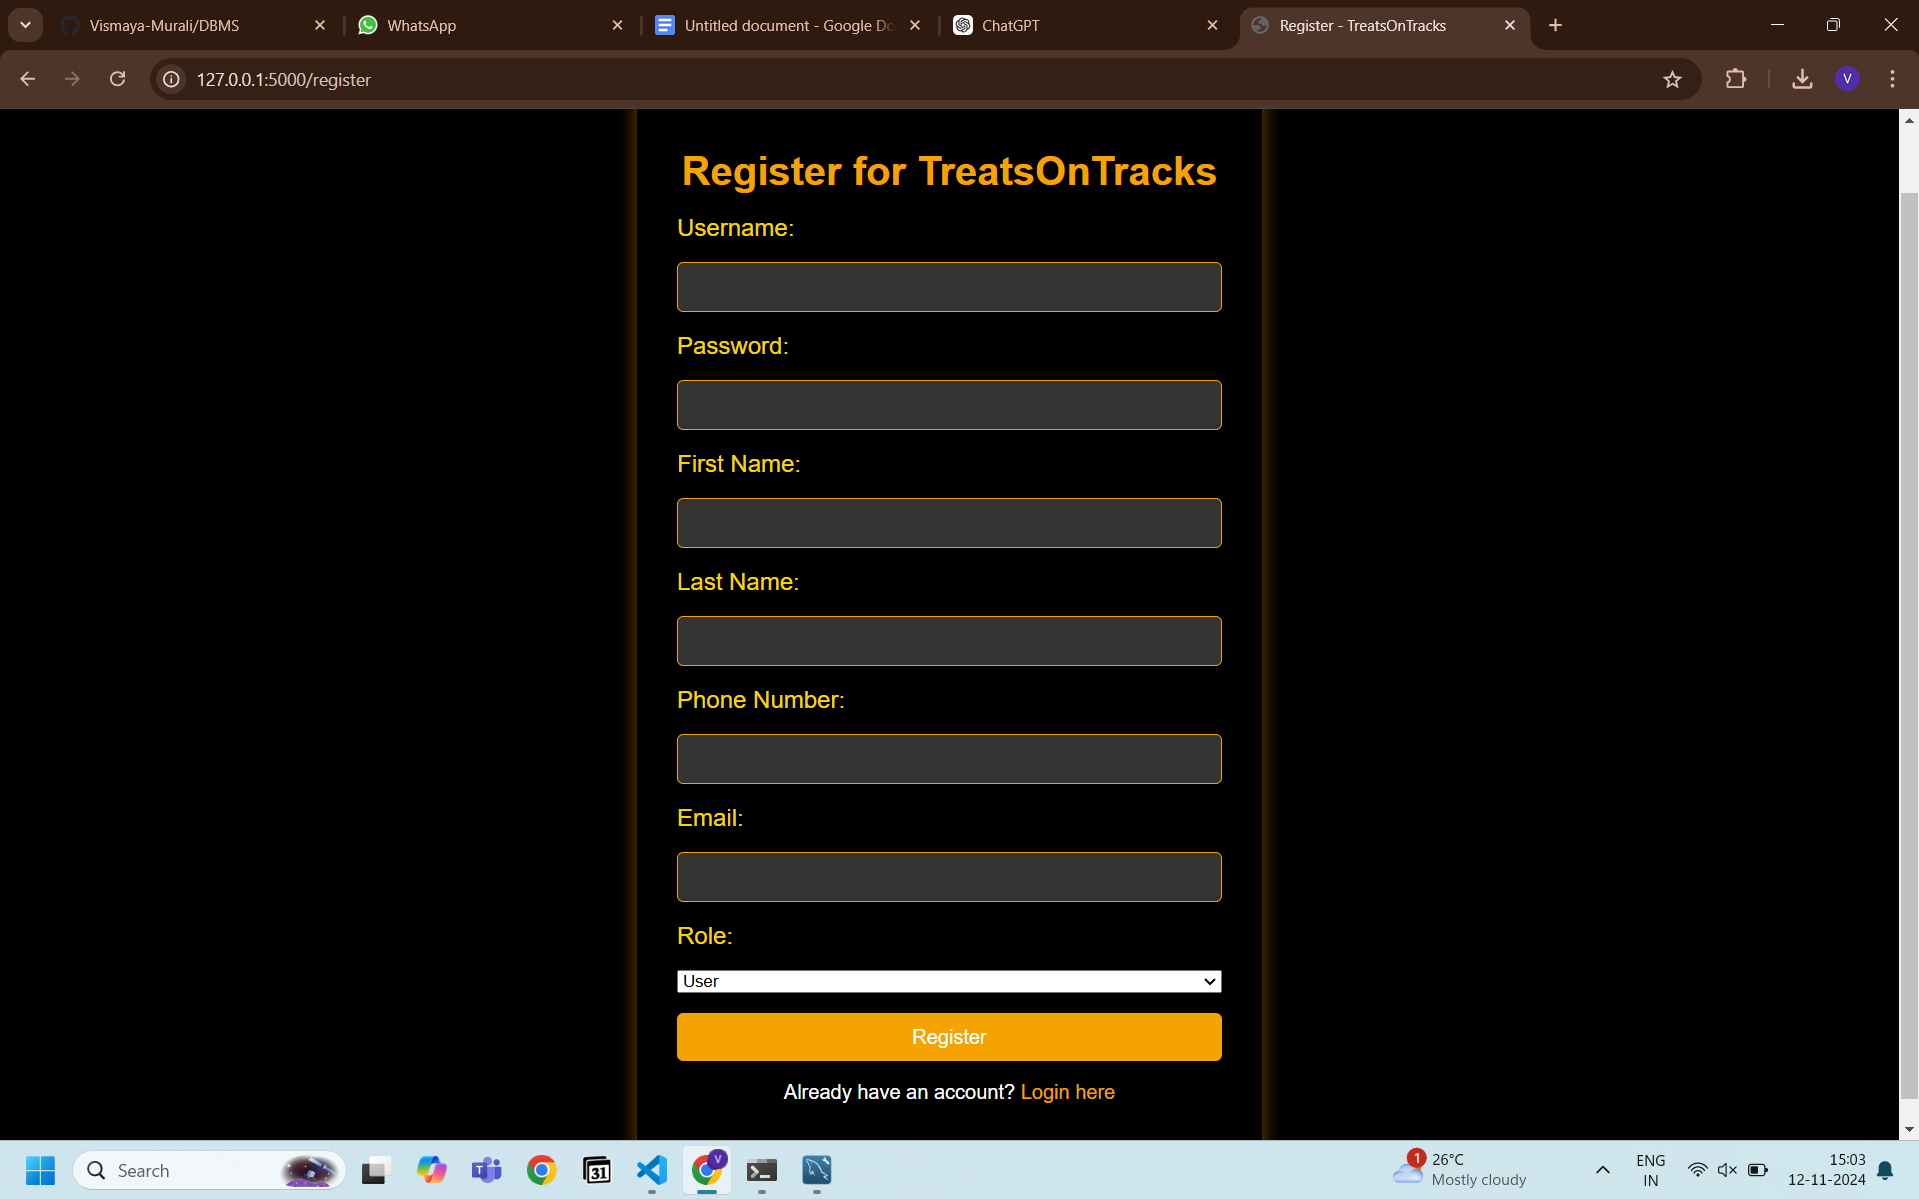 Vismaya-Murali/DBMS
WhatsApp
Untitled document - Google Do
ChatGPT
Register - TreatsOnTracks
127.0.0.1:5000/register
V
Register for TreatsOnTracks
Username:
Password:
First Name:
Last Name:
Phone Number:
Email:
Role:
User
Register
Already have an account? Login here
Search
31
V
1
26°C
Mostly cloudy
ENG
IN
15:03
12-11-2024